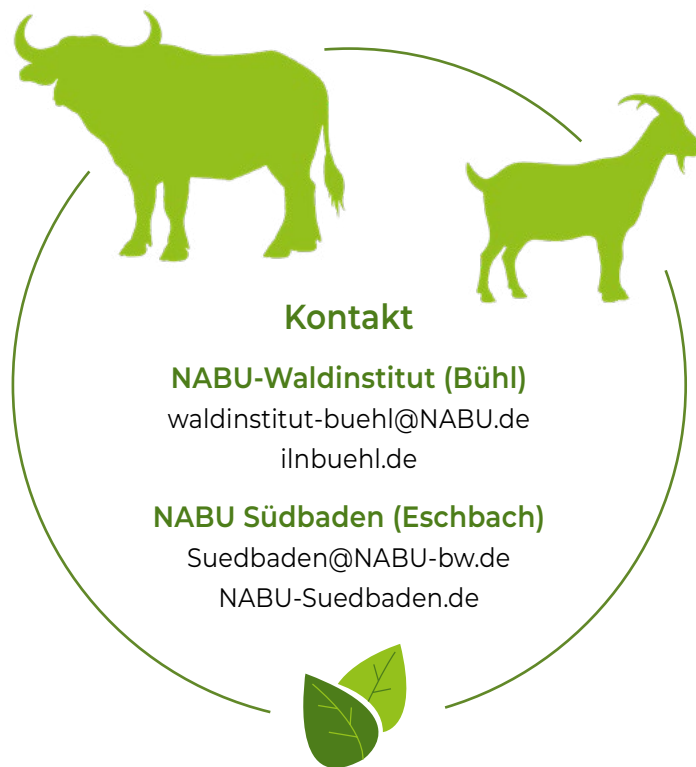 Kontakt
NABU-Waldinstitut (Bühl)
waldinstitut-buehl@NABU.de
ilnbuehl.de
NABU Südbaden (Eschbach)
Suedbaden@NABU-bw.de
NABU-Suedbaden.de